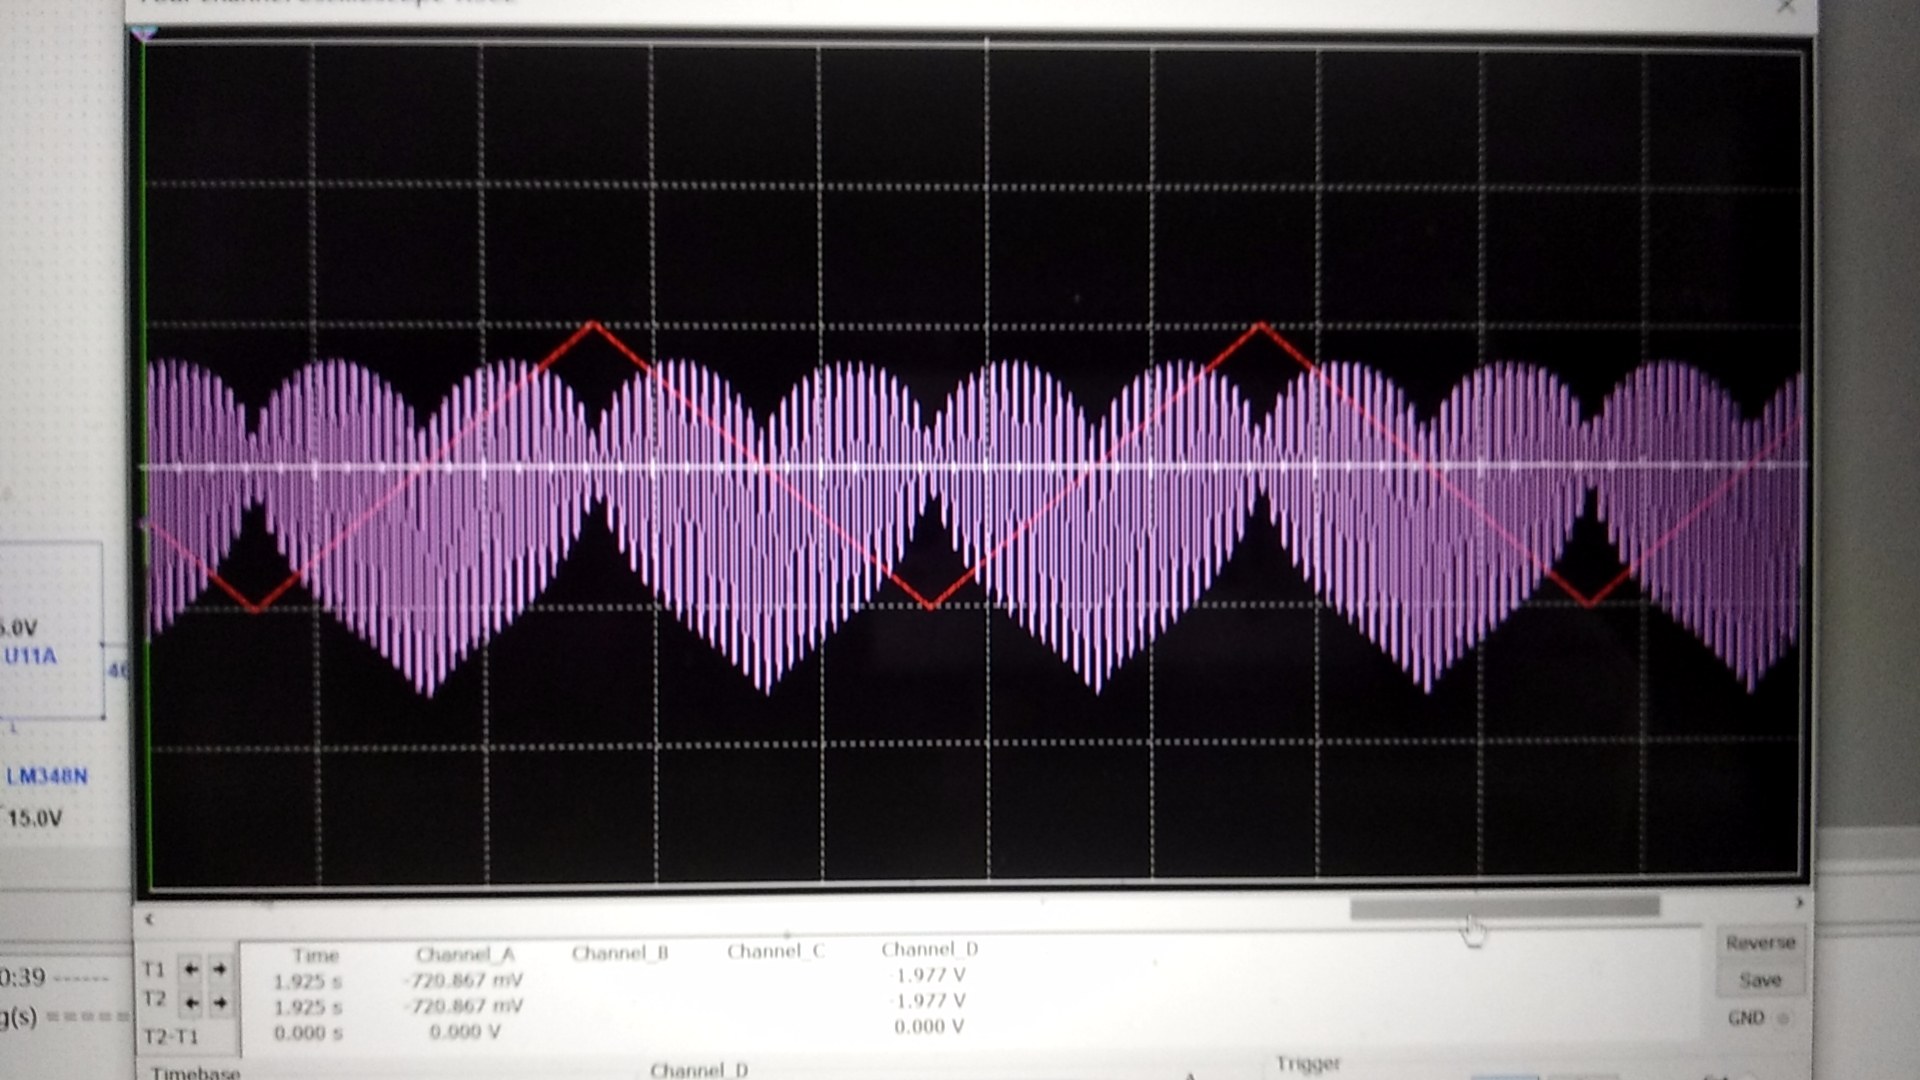 5.0V
U11A
46
LM348N
15.0V
Time Channel_A Channel_B Channel_C Channel_D
T1 1.925 s -720.867 mV -1.977 V
T2 1.925 s -720.867 mV -1.977 V
T2-T1 0.000 s 0.000 V 0.000 V
Reverse
Save
GND
0:39 ------
g(s) =====
Timebase
Channel_D
Trigger